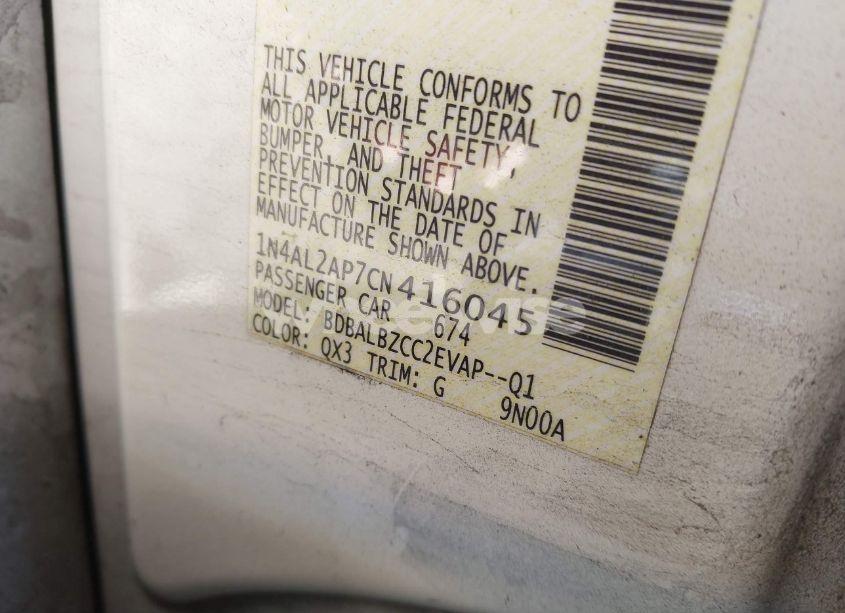 THIS VEHICLE CONFORMS TO
ALL APPLICABLE FEDERAL
MOTOR VEHICLE SAFETY,
BUMPER, AND THEFT
PREVENTION STANDARDS IN
EFFECT ON THE DATE OF
MANUFACTURE SHOWN ABOVE.
1N4AL2AP7CN416045
PASSENGER CAR 674
MODEL: BDBALBZCC2EVAP--Q1
COLOR: QX3 TRIM: G 9N00A